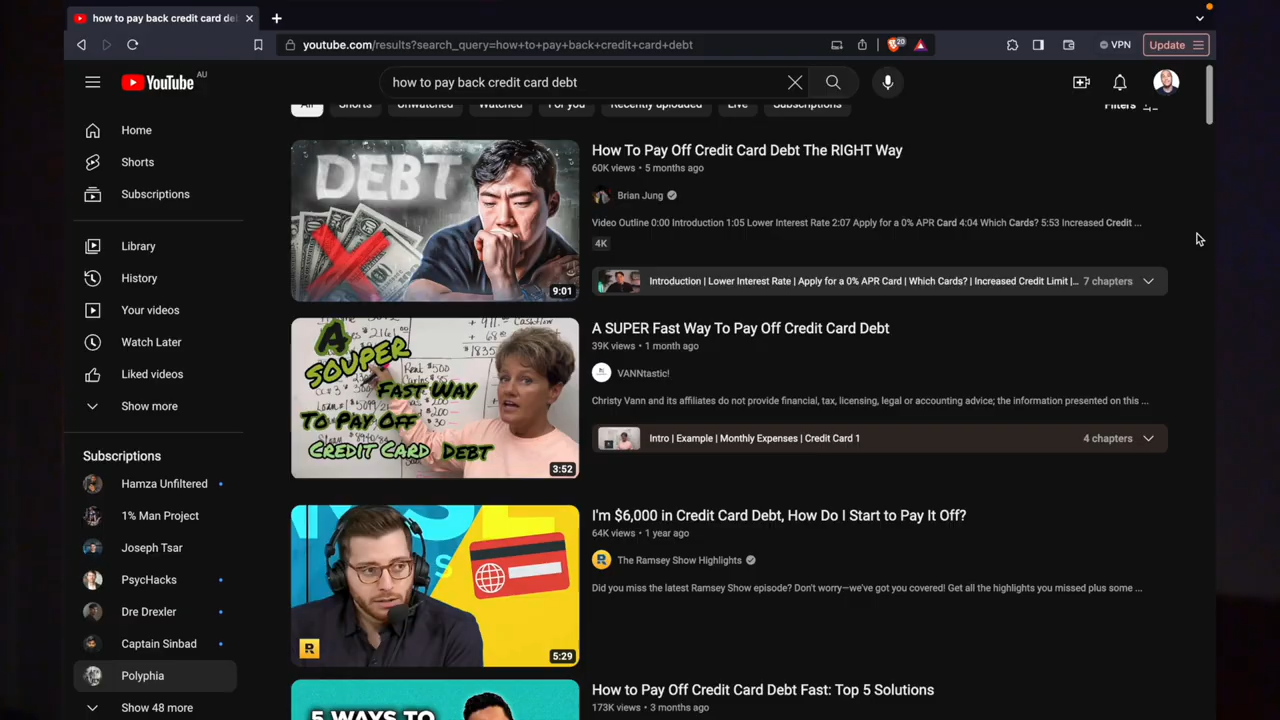 how to pay back credit card de
youtube.com/results?search_query=how+to+pay+back+credit+card+debt
20
VPN
Update
YouTube AU
how to pay back credit card debt
All
Shorts
Unwatched
Watched
For you
Recently uploaded
Live
Subscriptions
Filters
Home
Shorts
Subscriptions
Library
History
Your videos
Watch Later
Liked videos
Show more
Subscriptions
Hamza Unfiltered
1% Man Project
Joseph Tsar
PsycHacks
Dre Drexler
Captain Sinbad
Polyphia
Show 48 more
DEBT
9:01
How To Pay Off Credit Card Debt The RIGHT Way
60K views • 5 months ago
Brian Jung
Video Outline 0:00 Introduction 1:05 Lower Interest Rate 2:07 Apply for a 0% APR Card 4:04 Which Cards? 5:53 Increased Credit ...
4K
Introduction | Lower Interest Rate | Apply for a 0% APR Card | Which Cards? | Increased Credit Limit |...
7 chapters
A
SOUPER
FAST WAY
TO PAY OFF
CREDIT CARD DEBT
Rent $500
3:52
A SUPER Fast Way To Pay Off Credit Card Debt
39K views • 1 month ago
VANNtastic!
Christy Vann and its affiliates do not provide financial, tax, licensing, legal or accounting advice; the information presented on this ...
Intro | Example | Monthly Expenses | Credit Card 1
4 chapters
R
5:29
I'm $6,000 in Credit Card Debt, How Do I Start to Pay It Off?
64K views • 1 year ago
R
The Ramsey Show Highlights
Did you miss the latest Ramsey Show episode? Don't worry—we've got you covered! Get all the highlights you missed plus some ...
5 WAYS TO
How to Pay Off Credit Card Debt Fast: Top 5 Solutions
173K views • 3 months ago